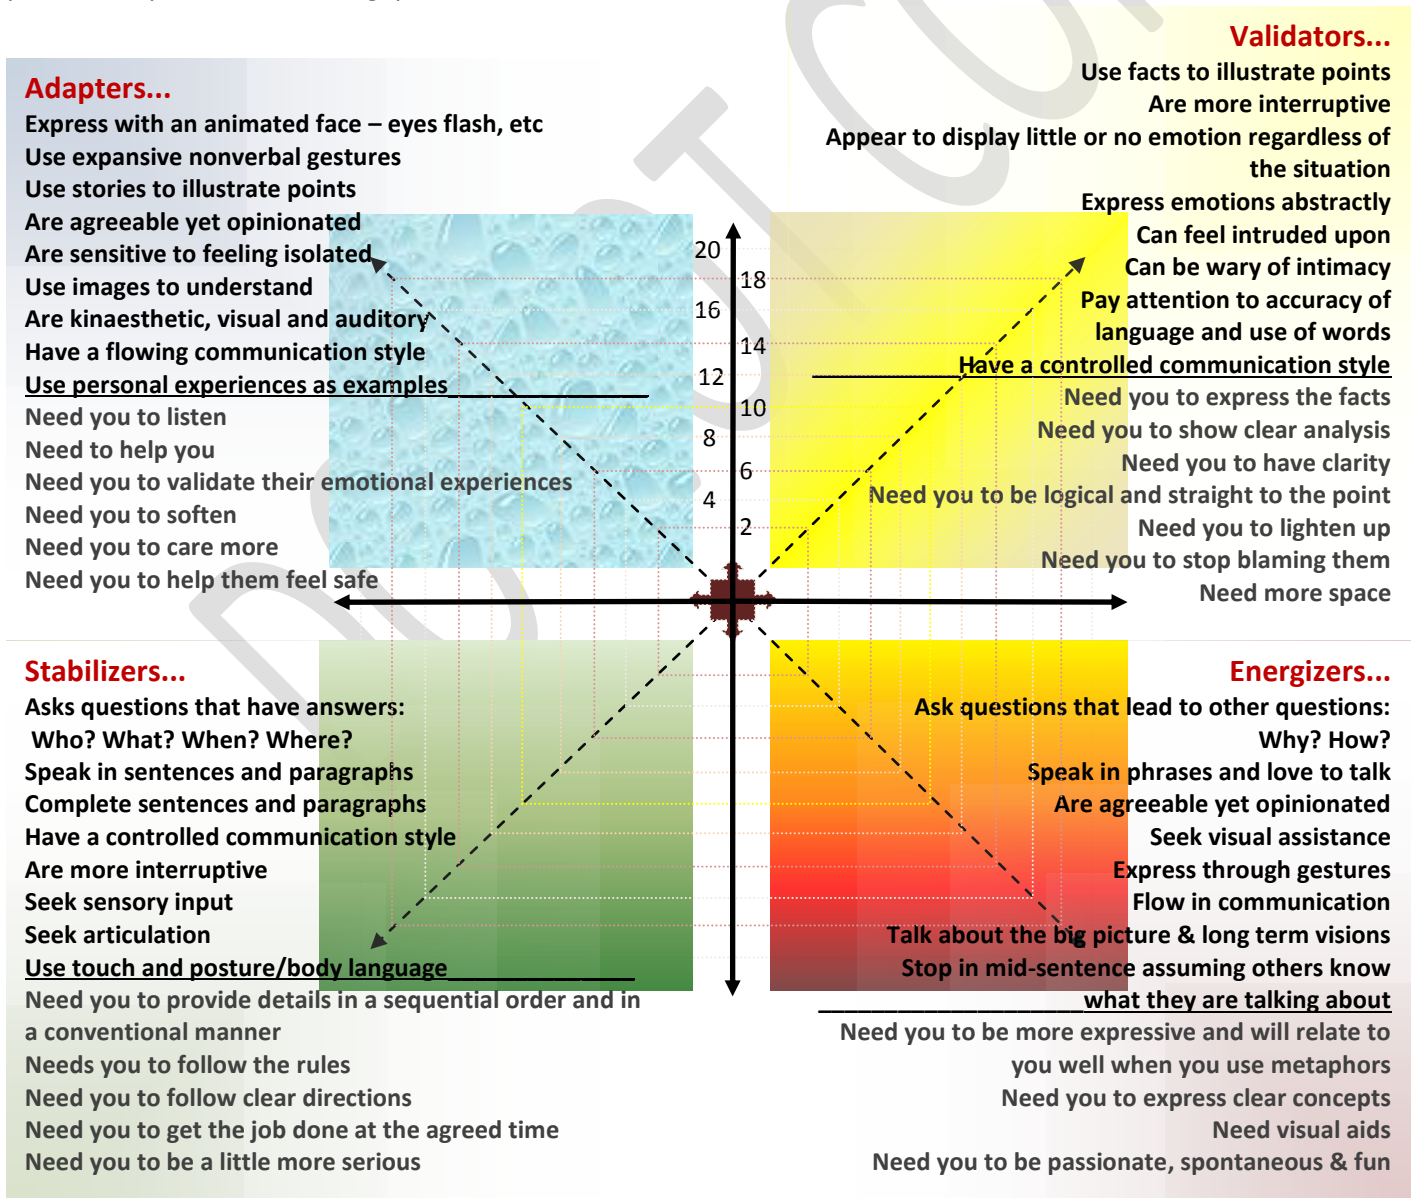 Adapters...
Express with an animated face – eyes flash, etc
Use expansive nonverbal gestures
Use stories to illustrate points
Are agreeable yet opinionated
Are sensitive to feeling isolated
Use images to understand
Are kinaesthetic, visual and auditory
Have a flowing communication style
Use personal experiences as examples
Need you to listen
Need to help you
Need you to validate their emotional experiences
Need you to soften
Need you to care more
Need you to help them feel safe
Validators...
Use facts to illustrate points
Are more interruptive
Appear to display little or no emotion regardless of
the situation
Express emotions abstractly
Can feel intruded upon
Can be wary of intimacy
Pay attention to accuracy of
language and use of words
Have a controlled communication style
Need you to express the facts
Need you to show clear analysis
Need you to have clarity
Need you to be logical and straight to the point
Need you to lighten up
Need you to stop blaming them
Need more space
20
18
16
14
12
10
8
6
4
2
Stabilizers...
Asks questions that have answers:
Who? What? When? Where?
Speak in sentences and paragraphs
Complete sentences and paragraphs
Have a controlled communication style
Are more interruptive
Seek sensory input
Seek articulation
Use touch and posture/body language
Need you to provide details in a sequential order and in
a conventional manner
Needs you to follow the rules
Need you to follow clear directions
Need you to get the job done at the agreed time
Need you to be a little more serious
Energizers...
Ask questions that lead to other questions:
Why? How?
Speak in phrases and love to talk
Are agreeable yet opinionated
Seek visual assistance
Express through gestures
Flow in communication
Talk about the big picture & long term visions
Stop in mid-sentence assuming others know
what they are talking about
Need you to be more expressive and will relate to
you well when you use metaphors
Need you to express clear concepts
Need visual aids
Need you to be passionate, spontaneous & fun